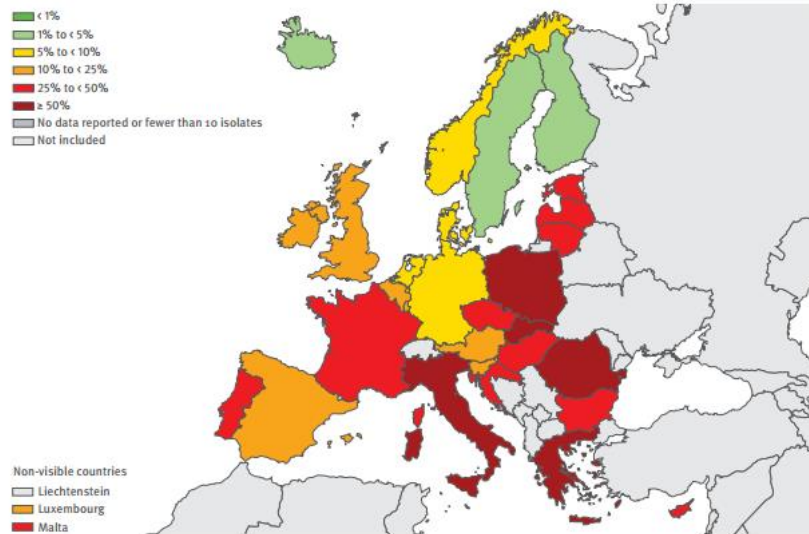 < 1%
1% to < 5%
5% to < 10%
10% to < 25%
25% to < 50%
≥ 50%
No data reported or fewer than 10 isolates
Not included
Non-visible countries
Liechtenstein
Luxembourg
Malta